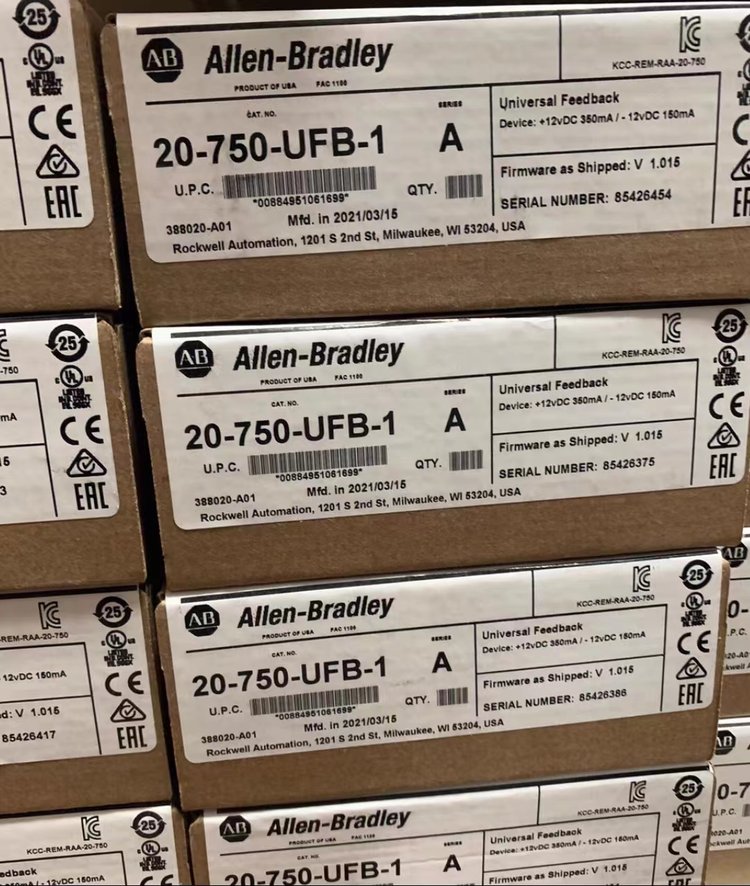 AB Allen-Bradley
PRODUCT OF USA FAC 1100
KCC-REM-RAA-20-750
CAT. NO.
SERIES
20-750-UFB-1 A
Universal Feedback
Device: +12vDC 350mA / - 12vDC 150mA
U.P.C.
*00884951061699*
QTY.
Firmware as Shipped: V 1.015
SERIAL NUMBER: 85426454
388020-A01
Mfd. in 2021/03/15
Rockwell Automation, 1201 S 2nd St, Milwaukee, WI 53204, USA
25
UL
LISTED
CE
EAC
AB Allen-Bradley
PRODUCT OF USA FAC 1100
KCC-REM-RAA-20-750
CAT. NO.
SERIES
20-750-UFB-1 A
Universal Feedback
Device: +12vDC 350mA / - 12vDC 150mA
U.P.C.
*00884951061699*
QTY.
Firmware as Shipped: V 1.015
SERIAL NUMBER: 85426375
388020-A01
Mfd. in 2021/03/15
Rockwell Automation, 1201 S 2nd St, Milwaukee, WI 53204, USA
25
CE
EAC
25
CE
EAC
AB Allen-Bradley
PRODUCT OF USA FAC 1100
KCC-REM-RAA-20-750
CAT. NO.
SERIES
20-750-UFB-1 A
Universal Feedback
Device: +12vDC 350mA / - 12vDC 150mA
U.P.C.
*00884951061699*
QTY.
Firmware as Shipped: V 1.015
SERIAL NUMBER: 85426386
388020-A01
Mfd. in 2021/03/15
Rockwell Automation, 1201 S 2nd St, Milwaukee, WI 53204, USA
25
CE
EAC
-REM-RAA-20-750
12vDC 150mA
d: V 1.015
85426417
25
CE
EAC
AB Allen-Bradley
PRODUCT OF USA FAC 1100
KCC-REM-RAA-20-750
CAT. NO.
SERIES
20-750-UFB-1 A
Universal Feedback
Device: +12vDC 350mA / - 12vDC 150mA
Firmware as Shipped: V 1.015
25
CE
KCC-REM-RAA-20-750
edback
12vDC 150mA
25
CE